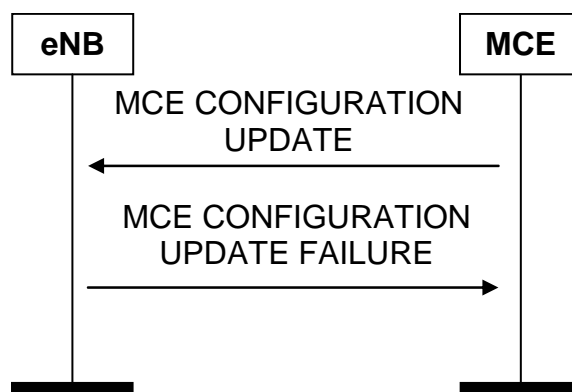 eNB
MCE
MCE CONFIGURATION
UPDATE
MCE CONFIGURATION
UPDATE FAILURE